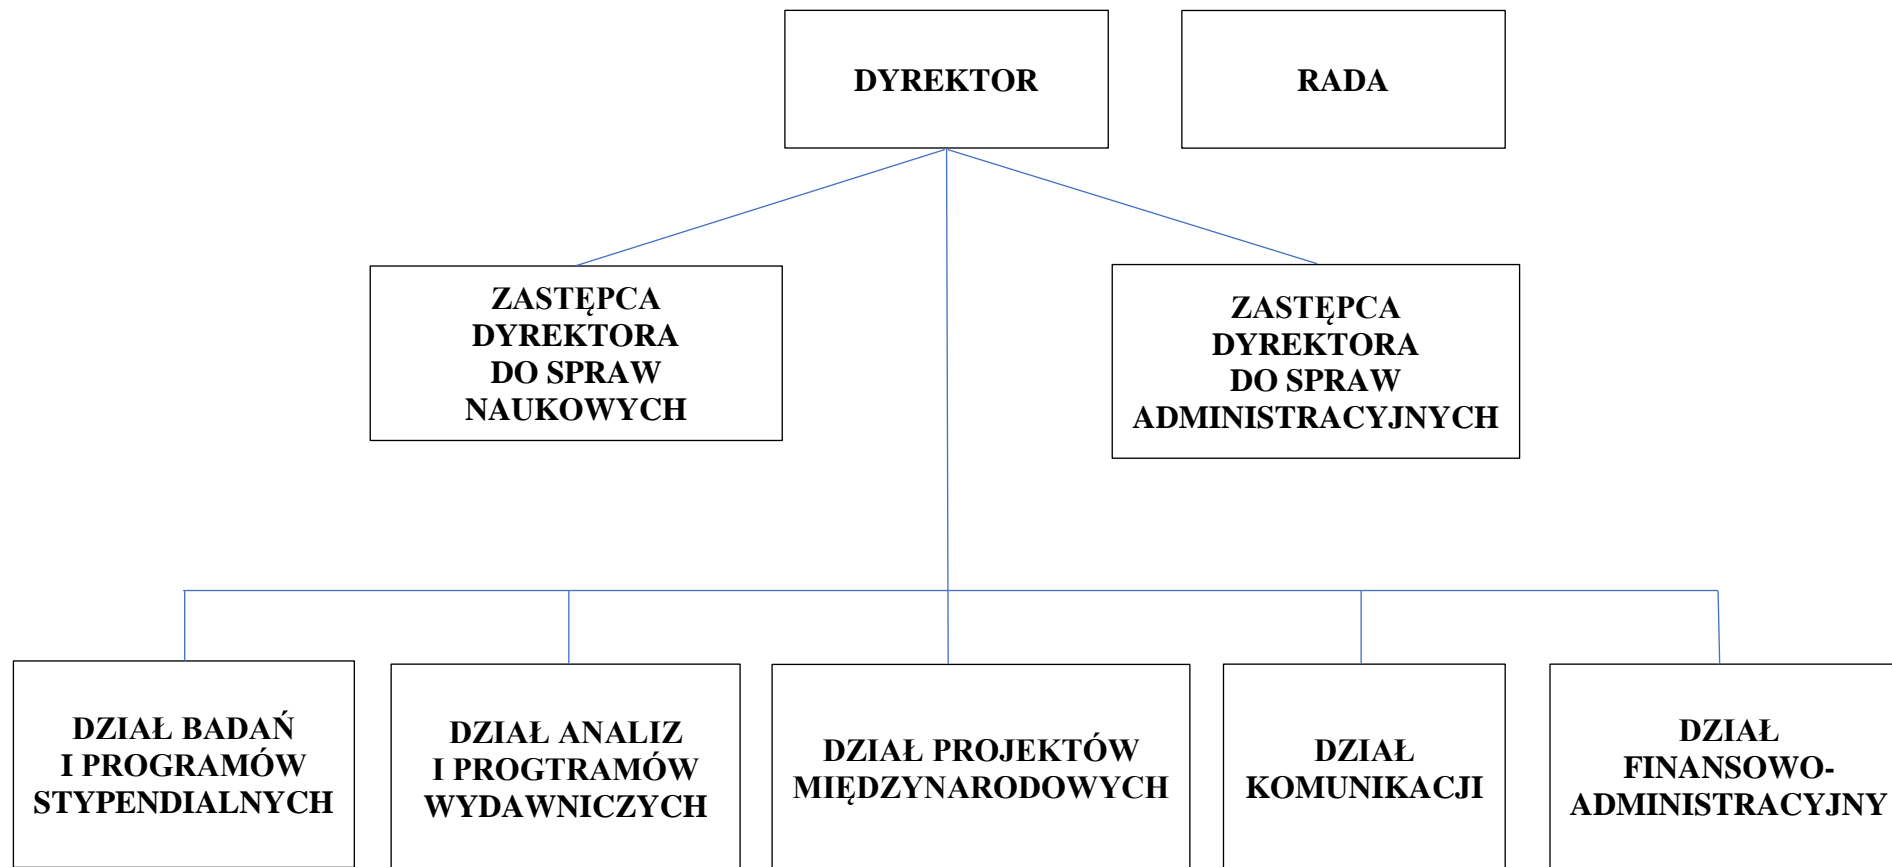 DYREKTOR
RADA
ZASTĘPCA
DYREKTORA
DO SPRAW
NAUKOWYCH
ZASTĘPCA
DYREKTORA
DO SPRAW
ADMINISTRACYJNYCH
DZIAŁ BADAŃ
I PROGRAMÓW
STYPENDIALNYCH
DZIAŁ ANALIZ
I PROGTRAMÓW
WYDAWNICZYCH
DZIAŁ PROJEKTÓW
MIĘDZYNARODOWYCH
DZIAŁ
KOMUNIKACJI
DZIAŁ
FINANSOWO-
ADMINISTRACYJNY